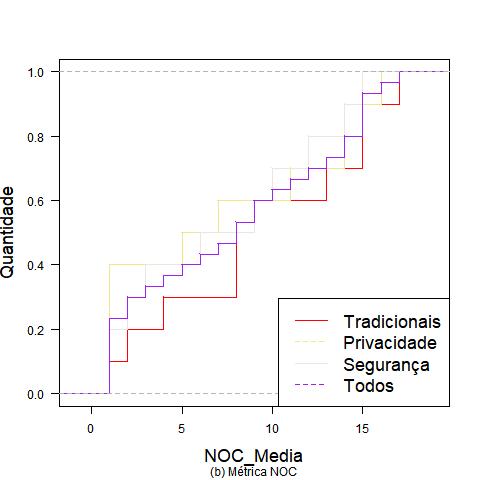 Quantidade
1.0
0.8
0.6
0.4
0.2
0.0
Tradicionais
Privacidade
Segurança
Todos
0 5 10 15
NOC_Media
(b) Métrica NOC